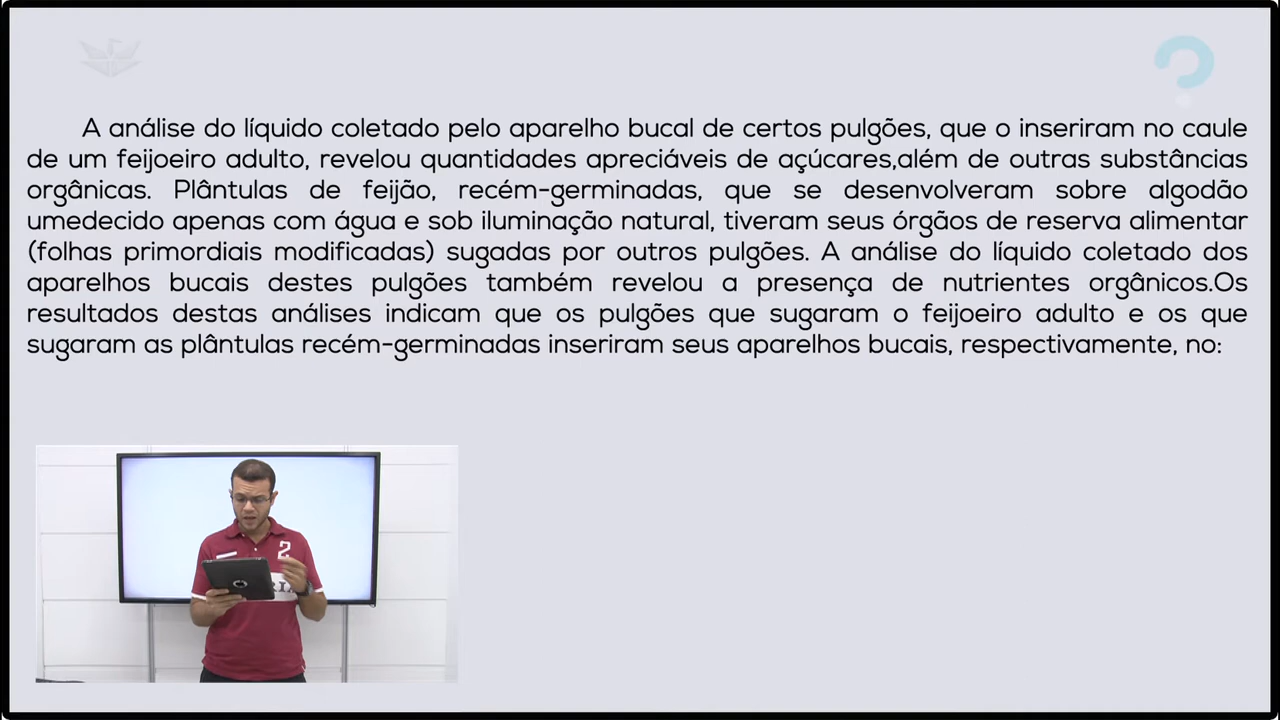 A análise do líquido coletado pelo aparelho bucal de certos pulgões, que o inseriram no caule
de um feijoeiro adulto, revelou quantidades apreciáveis de açúcares,além de outras substâncias
orgânicas. Plântulas de feijão, recém-germinadas, que se desenvolveram sobre algodão
umedecido apenas com água e sob iluminação natural, tiveram seus órgãos de reserva alimentar
(folhas primordiais modificadas) sugadas por outros pulgões. A análise do líquido coletado dos
aparelhos bucais destes pulgões também revelou a presença de nutrientes orgânicos.Os
resultados destas análises indicam que os pulgões que sugaram o feijoeiro adulto e os que
sugaram as plântulas recém-germinadas inseriram seus aparelhos bucais, respectivamente, no:
?
2